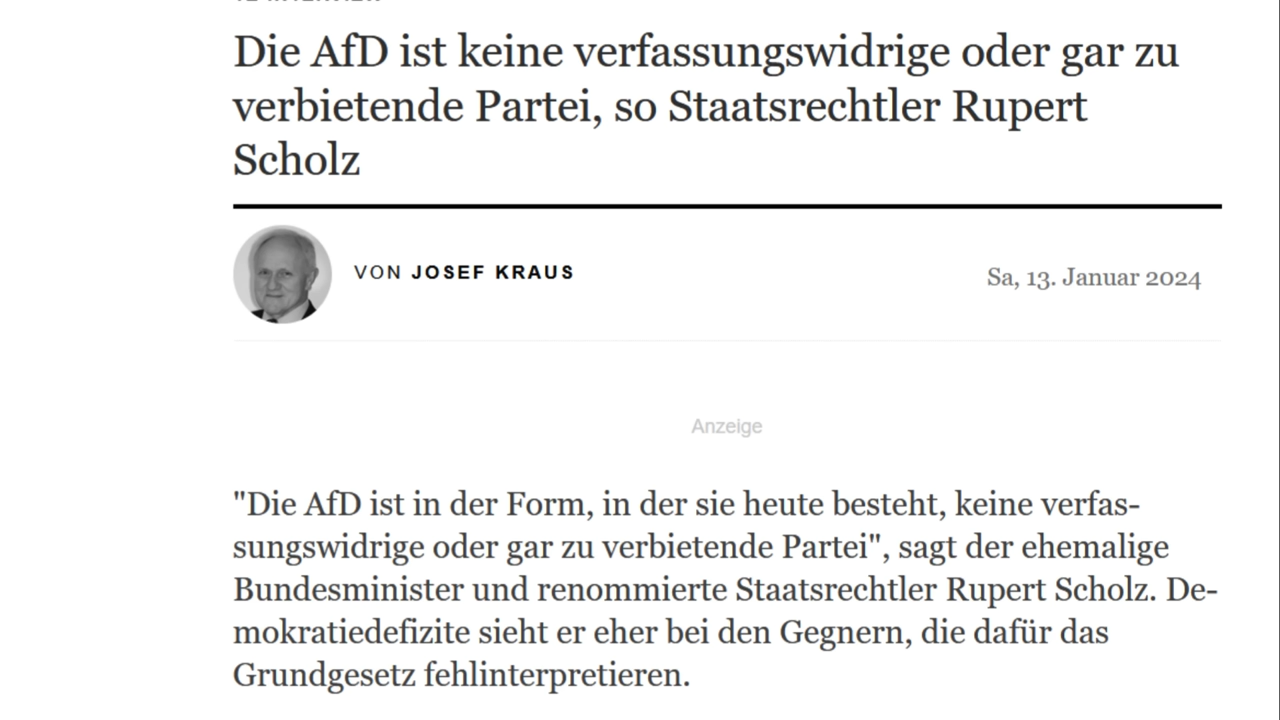 Die AfD ist keine verfassungswidrige oder gar zu
verbietende Partei, so Staatsrechtler Rupert
Scholz
VON JOSEF KRAUS
Sa, 13. Januar 2024
Anzeige
"Die AfD ist in der Form, in der sie heute besteht, keine verfas-
sungswidrige oder gar zu verbietende Partei", sagt der ehemalige
Bundesminister und renommierte Staatsrechtler Rupert Scholz. De-
mokratiedefizite sieht er eher bei den Gegnern, die dafür das
Grundgesetz fehlinterpretieren.